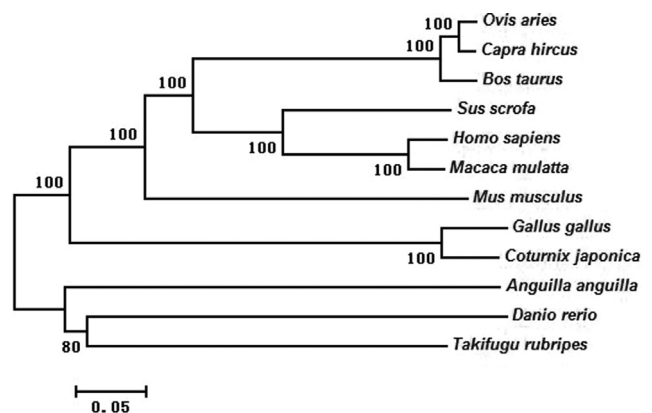 100
Ovis aries
100
Capra hircus
Bos taurus
100
Sus scrofa
100
Homo sapiens
100
Macaca mulatta
100
Mus musculus
100
Gallus gallus
100
Coturnix japonica
Anguilla anguilla
Danio rerio
80
Takifugu rubripes
0.05